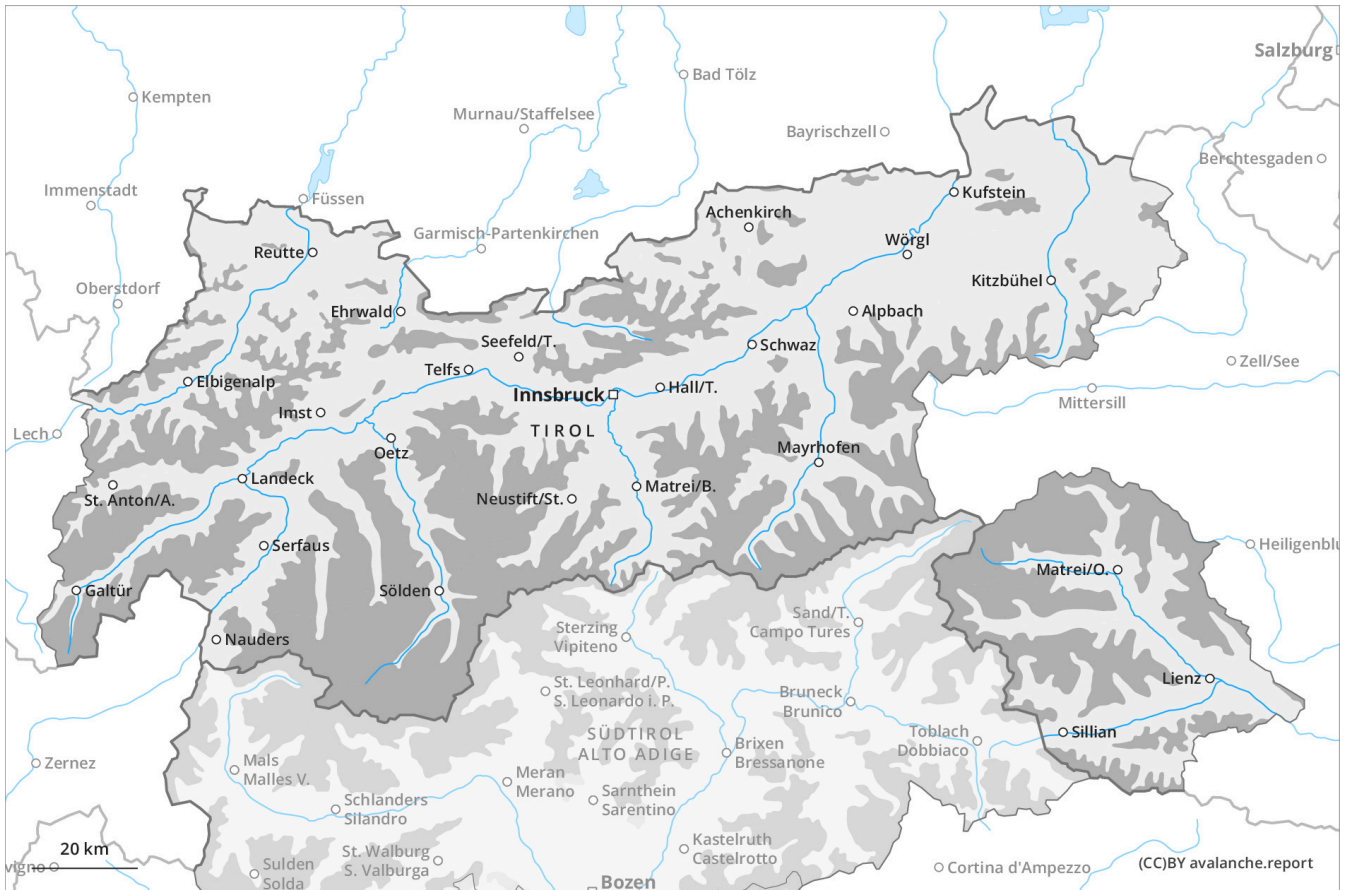 Salzburg
Bad Tölz
Kempten
Murnau/Staffelsee
Bayrischzell
Berchtesgaden
Immenstadt
Füssen
Kufstein
Achenkirch
Garmisch-Partenkirchen
Wörgl
Reutte
Kitzbühel
Oberstdorf
Ehrwald
Alpbach
Seefeld/T.
Schwaz
Telfs
Zell/See
Elbigenalp
Innsbruck
Hall/T.
Mittersill
Imst
Lech
TIROL
Oetz
Mayrhofen
Landeck
St. Anton/A.
Neustift/St.
Matrei/B.
Serfaus
Heiligenblu
Matrei/O.
Galtür
Sölden
Sand/T.
Campo Tures
Nauders
Sterzing
Vipiteno
Lienz
St. Leonhard/P.
S. Leonardo i. P.
Bruneck
Brunico
SÜDTIROL
ALTO ADIGE
Toblach
Dobbiaco
Sillian
Brixen
Bressanone
Zernez
Mals
Malles V.
Meran
Merano
Sarnthein
Sarentino
Schlanders
Silandro
Kastelruth
Castelrotto
20 km
St. Walburg
S. Valburga
vigno
Sulden
Solda
Cortina d'Ampezzo
(CC)BY avalanche.report
Bozen